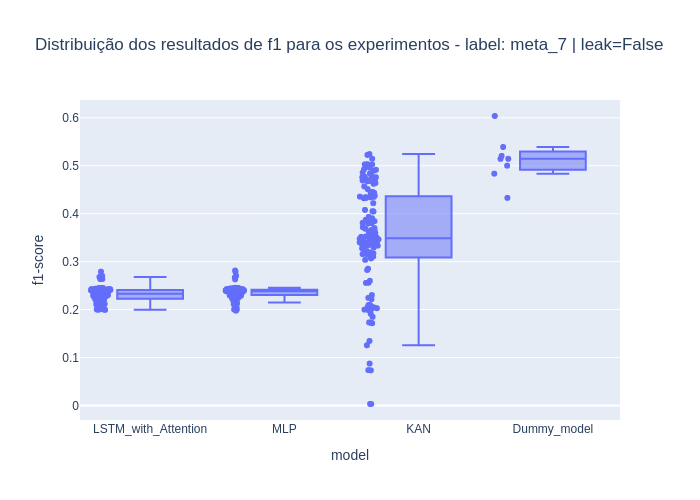 Distribuição dos resultados de f1 para os experimentos - label: meta_7 | leak=False
0.6
0.5
0.4
0.3
0.2
0.1
0
f1-score
LSTM_with_Attention
MLP
KAN
Dummy_model
model